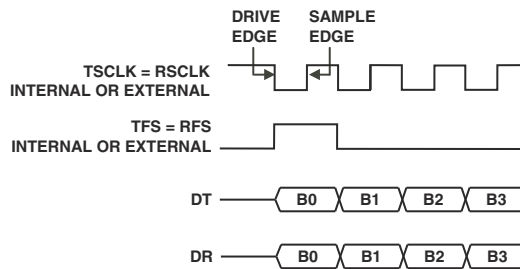 DRIVE EDGE
SAMPLE EDGE
TSCLK = RSCLK
INTERNAL OR EXTERNAL
TFS = RFS
INTERNAL OR EXTERNAL
DT B0 B1 B2 B3
DR B0 B1 B2 B3